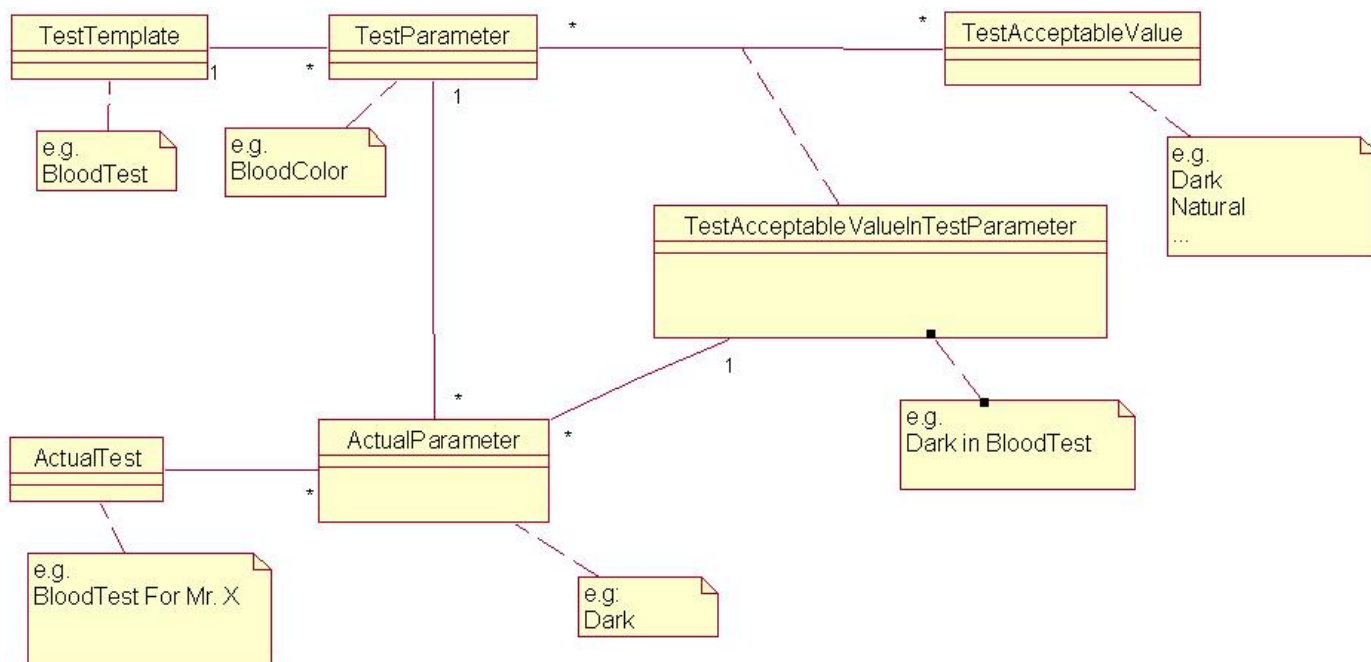 TestTemplate
TestParameter
*
*
TestAcceptableValue
1
*
1
e.g.
BloodTest
e.g.
BloodColor
e.g.
Dark
Natural
...
TestAcceptableValueInTestParameter
1
*
*
ActualParameter
e.g.
Dark in BloodTest
ActualTest
*
e.g.
BloodTest For Mr. X
e.g:
Dark